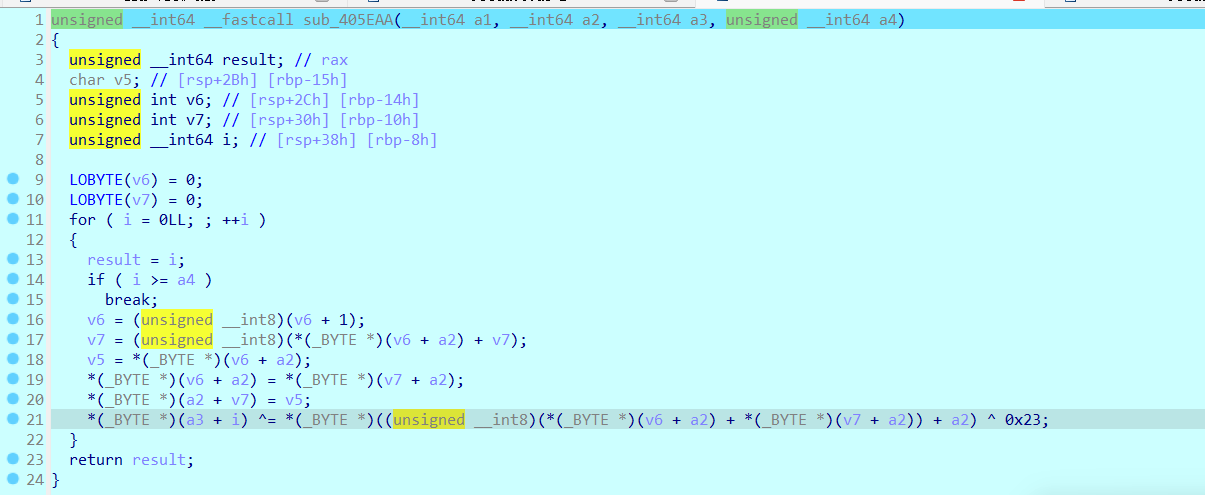 1 unsigned __int64 __fastcall sub_405EAA(__int64 a1, __int64 a2, __int64 a3, unsigned __int64 a4)
2 {
3 unsigned __int64 result; // rax
4 char v5; // [rsp+2Bh] [rbp-15h]
5 unsigned int v6; // [rsp+2Ch] [rbp-14h]
6 unsigned int v7; // [rsp+30h] [rbp-10h]
7 unsigned __int64 i; // [rsp+38h] [rbp-8h]
8
9 LOBYTE(v6) = 0;
10 LOBYTE(v7) = 0;
11 for ( i = 0LL; ; ++i )
12 {
13 result = i;
14 if ( i >= a4 )
15 break;
16 v6 = (unsigned __int8)(v6 + 1);
17 v7 = (unsigned __int8)(*(_BYTE *)(v6 + a2) + v7);
18 v5 = *(_BYTE *)(v6 + a2);
19 *(_BYTE *)(v6 + a2) = *(_BYTE *)(v7 + a2);
20 *(_BYTE *)(a2 + v7) = v5;
21 *(_BYTE *)(a3 + i) ^= *(_BYTE *)((unsigned __int8)(*(_BYTE *)(v6 + a2) + *(_BYTE *)(v7 + a2)) + a2) ^ 0x23;
22 }
23 return result;
24 }